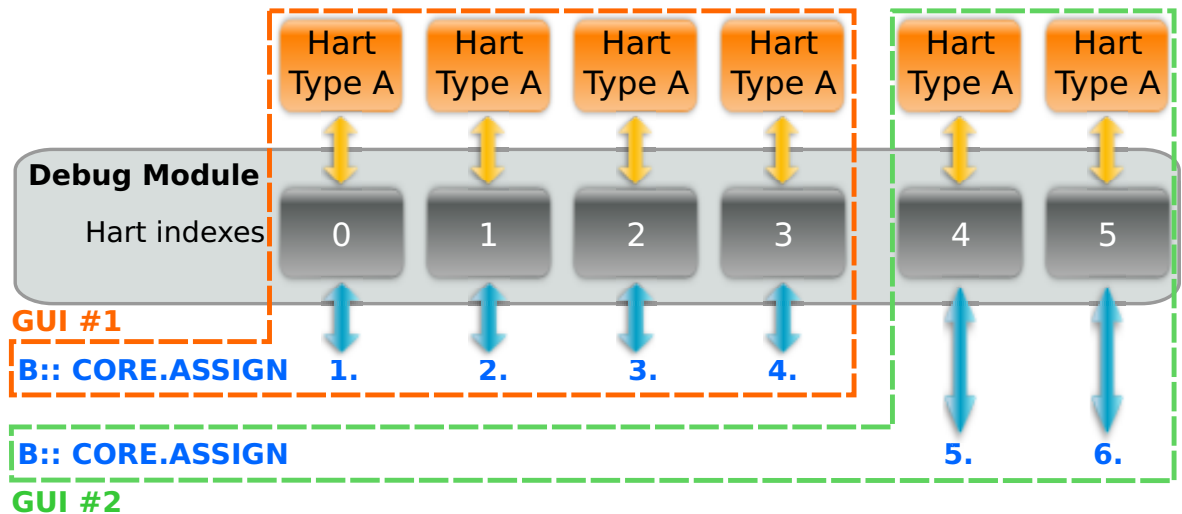 Hart Hart Hart Hart Hart Hart
Type A Type A Type A Type A Type A Type A
Debug Module
Hart indexes 0 1 2 3 4 5
GUI #1
B:: CORE.ASSIGN 1. 2. 3. 4.
B:: CORE.ASSIGN 5. 6.
GUI #2